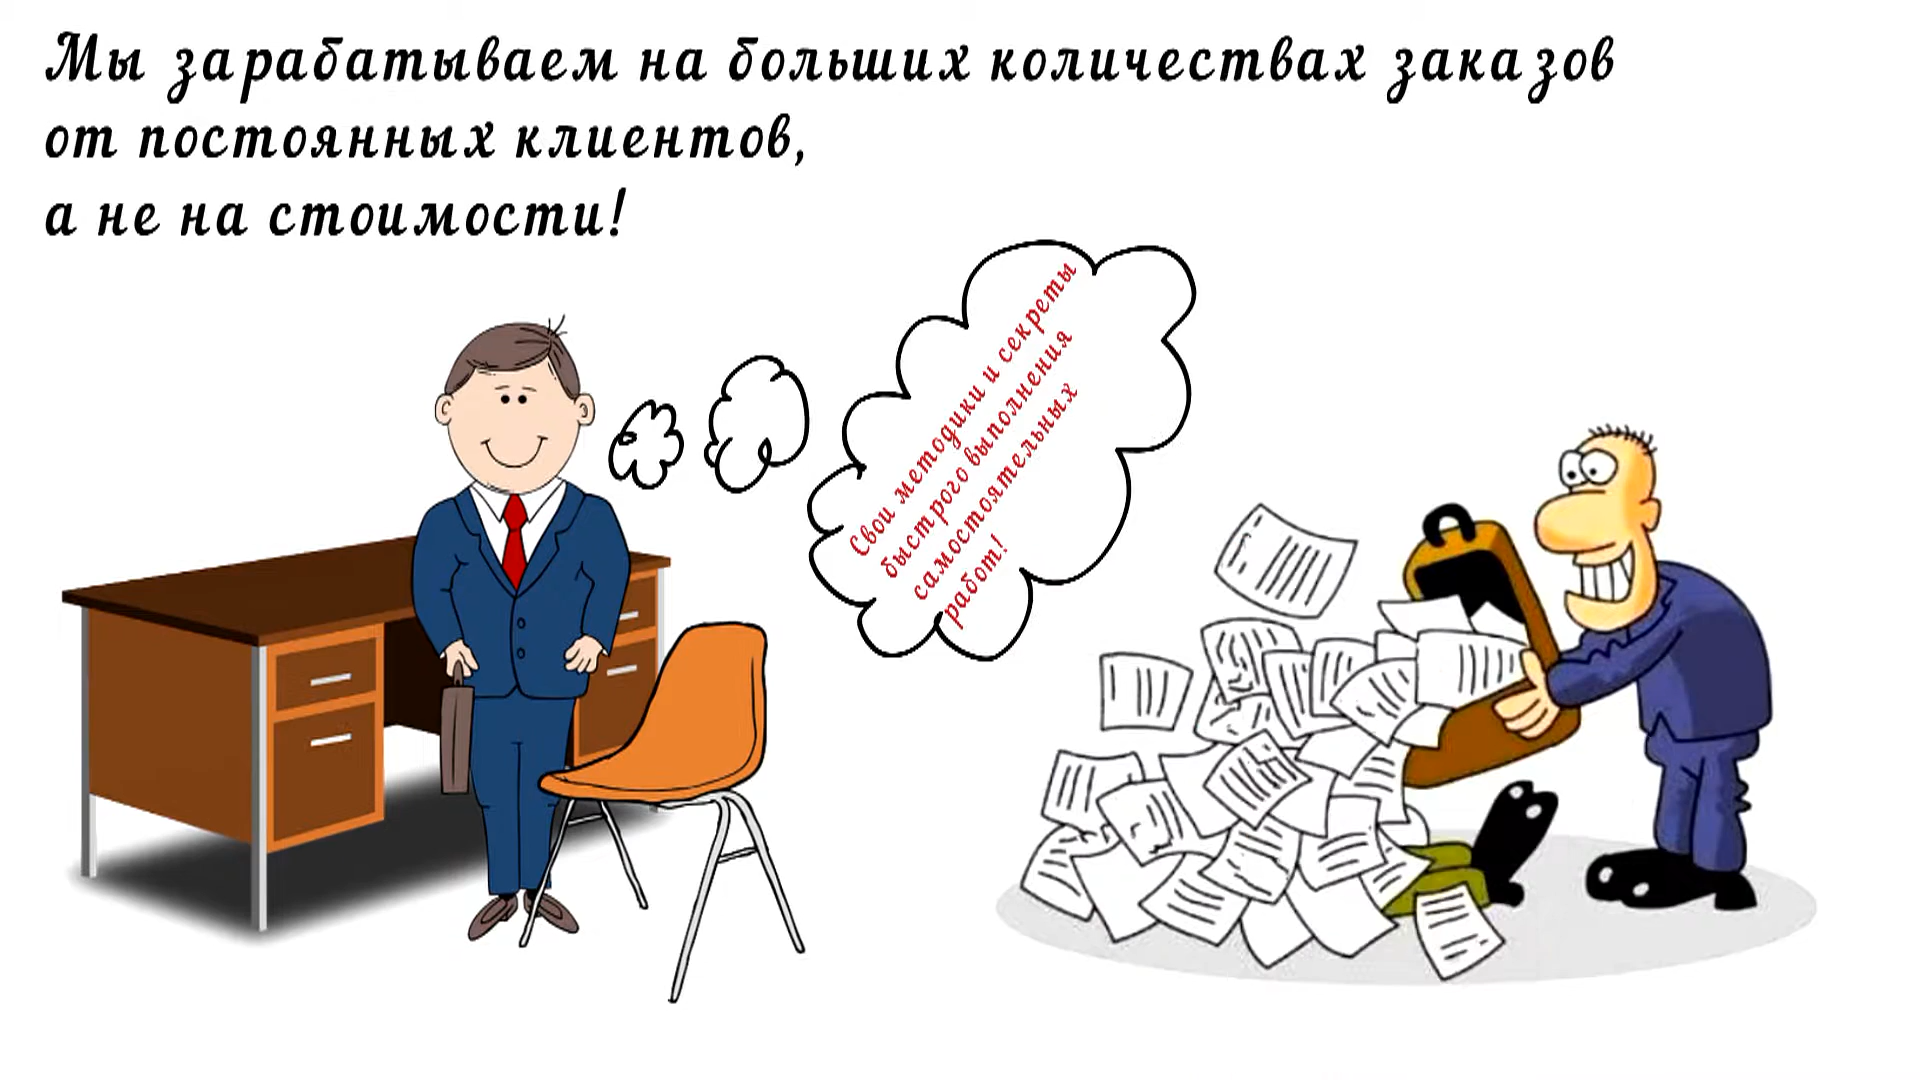 Мы зарабатываем на больших количествах заказов
от постоянных клиентов,
а не на стоимости!
Свои методики и секреты
быстрого выполнения
самостоятельных
работ!